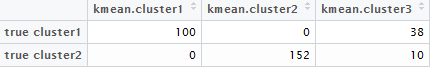 kmean.cluster1 kmean.cluster2 kmean.cluster3
true cluster1 100 0 38
true cluster2 0 152 10